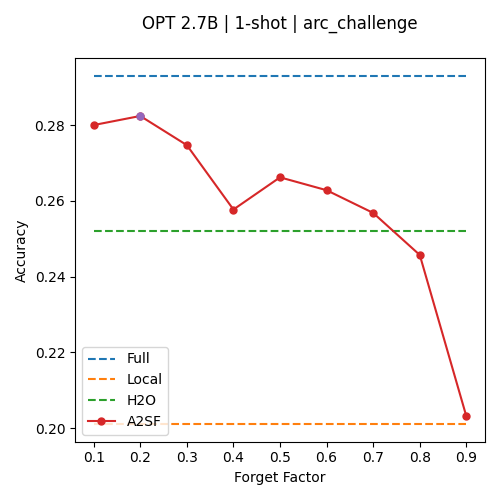 OPT 2.7B | 1-shot | arc_challenge
0.28
0.26
0.24
0.22
0.20
Accuracy
Full
Local
H2O
A2SF
0.1 0.2 0.3 0.4 0.5 0.6 0.7 0.8 0.9
Forget Factor